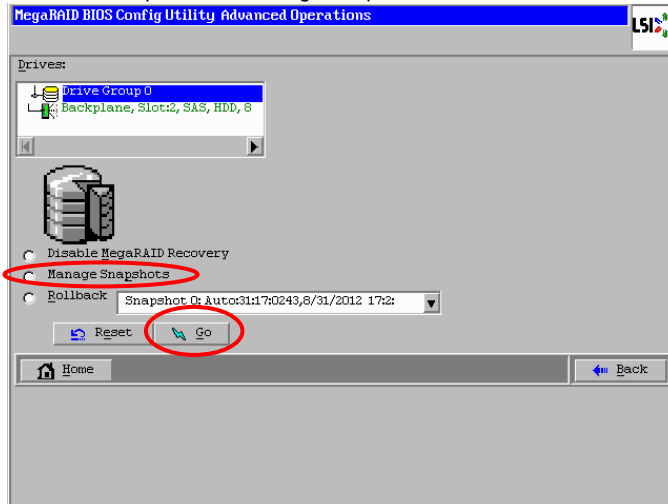 MegaRAID BIOS Config Utility Advanced Operations
LSI
Drives:
Drive Group 0
Backplane, Slot:2, SAS, HDD, 8
Disable MegaRAID Recovery
Manage Snapshots
Rollback Snapshot 0: Auto:31:17:0243,8/31/2012 17:2:
Reset Go
Home Back